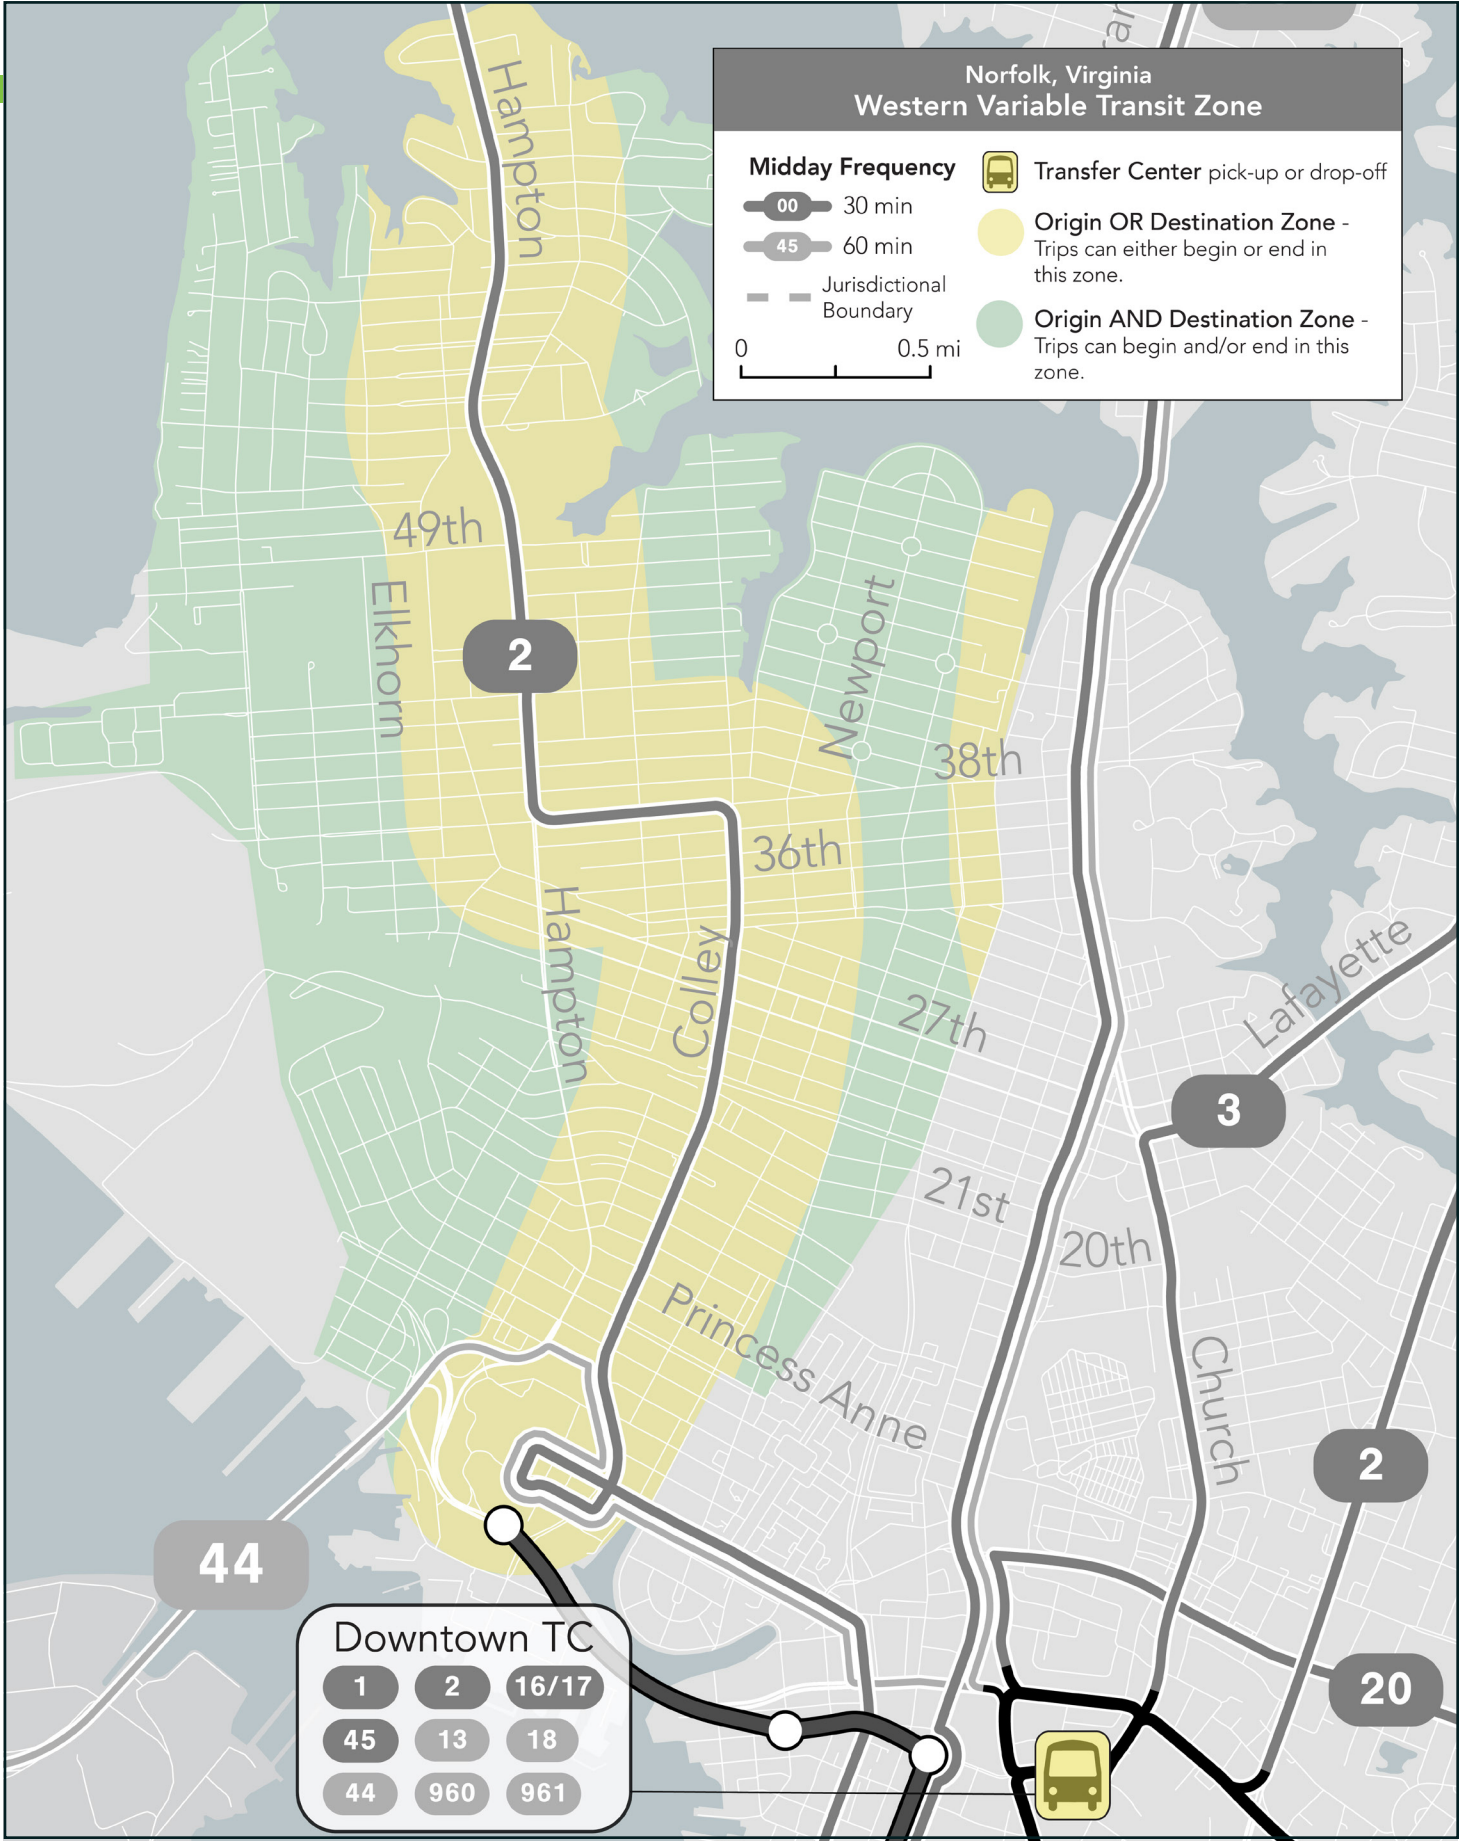 Norfolk, Virginia
Western Variable Transit Zone
Midday Frequency
00 30 min
45 60 min
Jurisdictional
Boundary
0 0.5 mi
Transfer Center pick-up or drop-off
Origin OR Destination Zone -
Trips can either begin or end in
this zone.
Origin AND Destination Zone -
Trips can begin and/or end in this
zone.
Hampton
49th
Elkhorn
2
Newport
38th
36th
Hampton
Colley
27th
Lafayette
3
21st
20th
Princess Anne
Church
2
44
20
Downtown TC
1 2 16/17
45 13 18
44 960 961